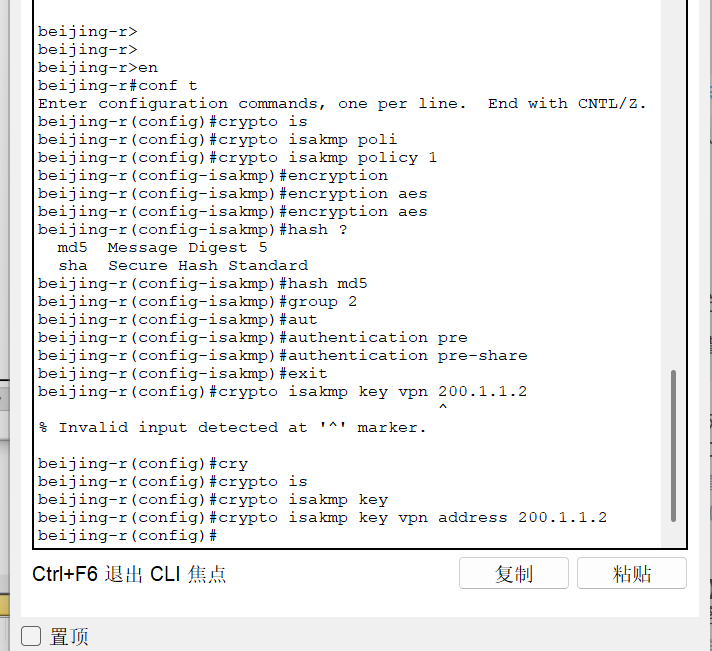 beijing-r>
beijing-r>
beijing-r>en
beijing-r#conf t
Enter configuration commands, one per line.  End with CNTL/Z.
beijing-r(config)#crypto is
beijing-r(config)#crypto isakmp poli
beijing-r(config)#crypto isakmp policy 1
beijing-r(config-isakmp)#encryption
beijing-r(config-isakmp)#encryption aes
beijing-r(config-isakmp)#encryption aes
beijing-r(config-isakmp)#hash ?
  md5  Message Digest 5
  sha  Secure Hash Standard
beijing-r(config-isakmp)#hash md5
beijing-r(config-isakmp)#group 2
beijing-r(config-isakmp)#aut
beijing-r(config-isakmp)#authentication pre
beijing-r(config-isakmp)#authentication pre-share
beijing-r(config-isakmp)#exit
beijing-r(config)#crypto isakmp key vpn 200.1.1.2
                                        ^
% Invalid input detected at '^' marker.
beijing-r(config)#cry
beijing-r(config)#crypto is
beijing-r(config)#crypto isakmp key
beijing-r(config)#crypto isakmp key vpn address 200.1.1.2
beijing-r(config)#
Ctrl+F6 退出 CLI 焦点
复制
粘贴
置顶